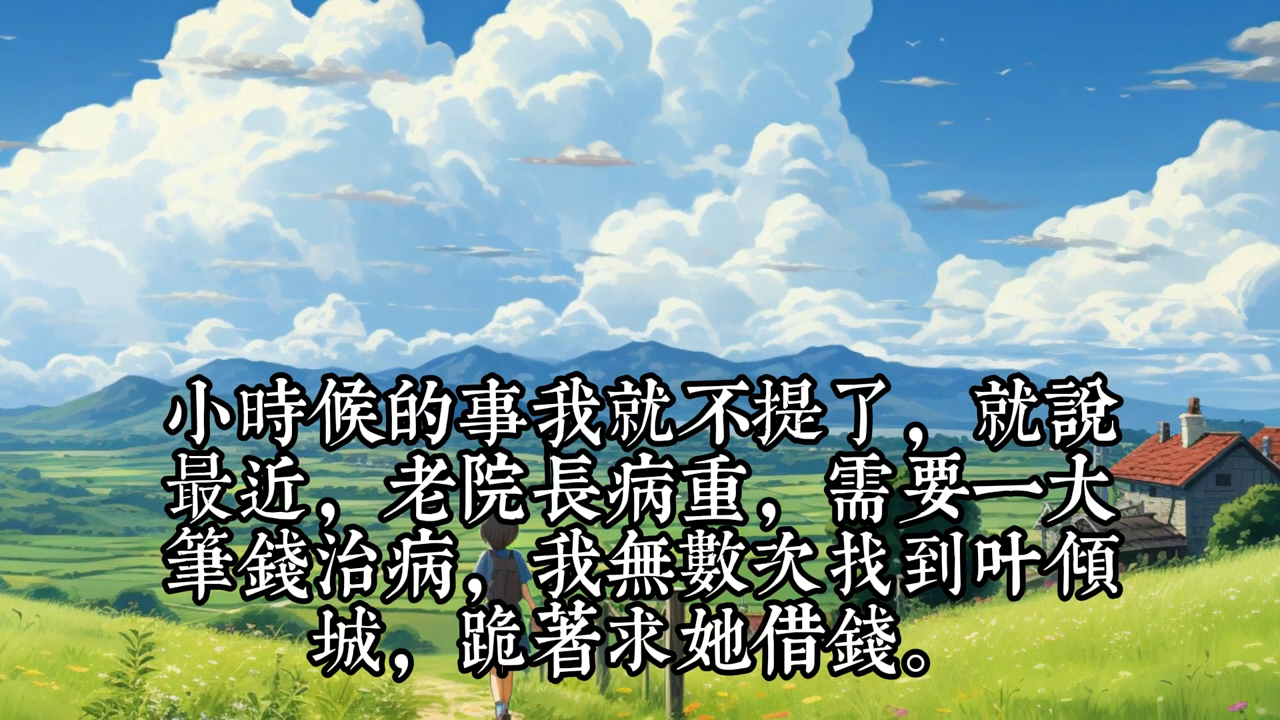 小時候的事我就不提了，就說
最近，老院長病重，需要一大
筆錢治病，我無數次找到叶傾
城，跪著求她借錢。